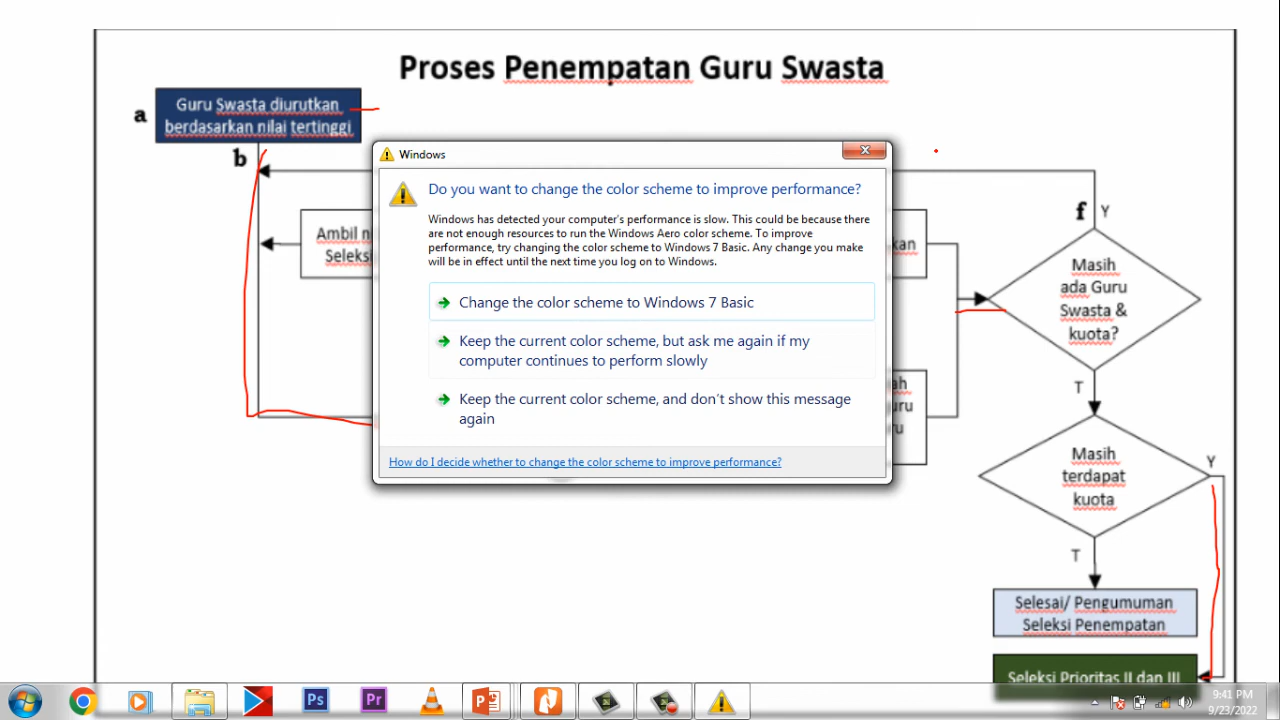 Proses Penempatan Guru Swasta
a
Guru Swasta diurutkan
berdasarkan nilai tertinggi
b
Windows
Do you want to change the color scheme to improve performance?
Windows has detected your computer's performance is slow. This could be because there
are not enough resources to run the Windows Aero color scheme. To improve
performance, try changing the color scheme to Windows 7 Basic. Any change you make
will be in effect until the next time you log on to Windows.
Change the color scheme to Windows 7 Basic
Keep the current color scheme, but ask me again if my
computer continues to perform slowly
Keep the current color scheme, and don't show this message
again
How do I decide whether to change the color scheme to improve performance?
Ambil
Seleksi
f Y
Masih
ada Guru
Swasta &
kuota?
T
Masih
terdapat
kuota
Y
T
Selesai/ Pengumuman
Seleksi Penempatan
Seleksi Prioritas II dan III
Ps
Pr
9:41 PM
9/23/2022